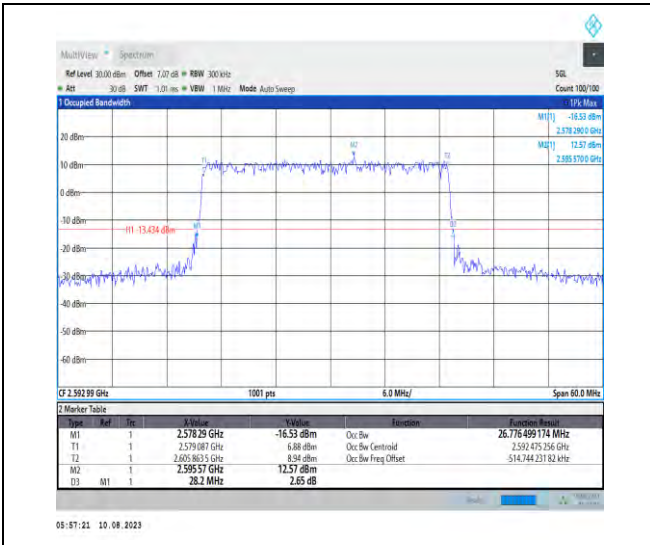 MultiView Spectrum
Ref Level 30.00 dBm Offset 7.07 dB RBW 300 kHz SGL
Att 30 dB SWT 1.01 ms VBW 1 MHz Mode Auto Sweep Count 100/100
1 Occupied Bandwidth 1Pk Max
M1[1] -16.53 dBm
2.578 290 0 GHz
M2[1] 12.57 dBm
2.595 570 0 GHz
20 dBm
M2
T1 T2
10 dBm
0 dBm
-10 dBm
H1 -13.434 dBm M1 D3
-20 dBm
-30 dBm
-40 dBm
-50 dBm
-60 dBm
CF 2.592 99 GHz 1001 pts 6.0 MHz/ Span 60.0 MHz
2 Marker Table
Type Ref Trc X-Value Y-Value Function Function Result
M1 1 2.578 29 GHz -16.53 dBm Occ Bw 26.776 499 174 MHz
T1 1 2.579 087 GHz 6.88 dBm Occ Bw Centroid 2.592 475 256 GHz
T2 1 2.605 863 5 GHz 8.94 dBm Occ Bw Freq Offset -514.744 231 82 kHz
M2 1 2.595 57 GHz 12.57 dBm
D3 M1 1 28.2 MHz 2.65 dB
05:57:21 10.08.2023